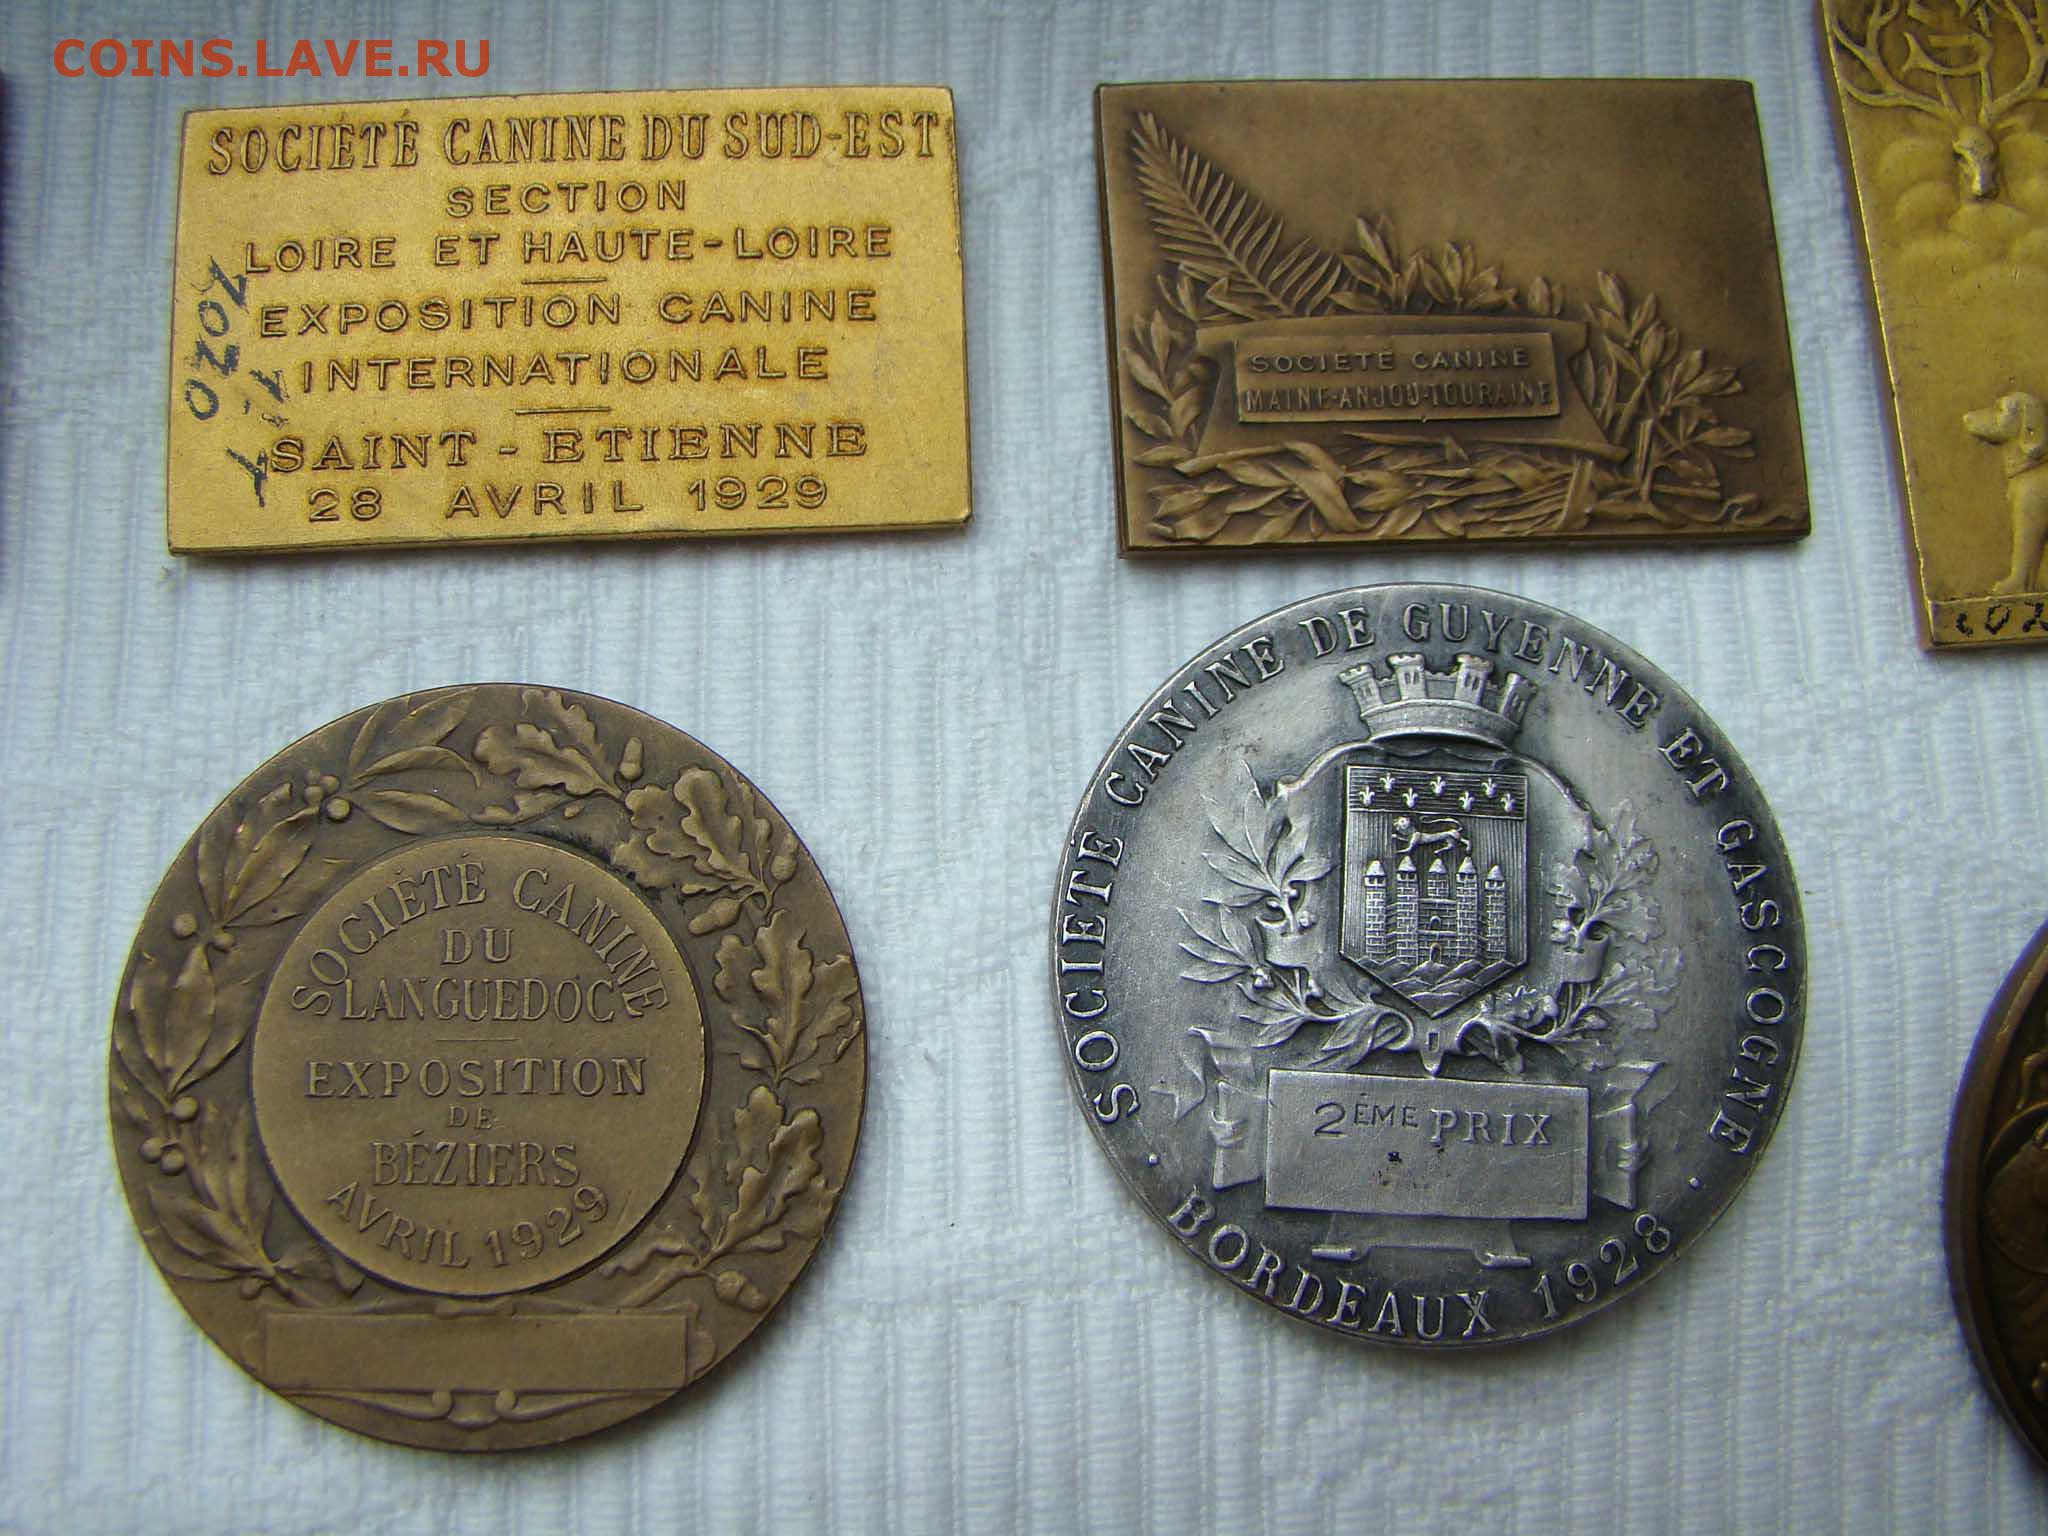 COINS.LAVE.RU
SOCIÉTÉ CANINE DU SUD-EST
SECTION
LOIRE ET HAUTE-LOIRE
EXPOSITION CANINE
INTERNATIONALE
SAINT-ETIENNE
28 AVRIL 1929
SOCIÉTÉ CANINE
MAINE-ANJOU-TOURAINE
SOCIÉTÉ CANINE
DU
LANGUEDOC
EXPOSITION
DE
BÉZIERS
AVRIL 1929
SOCIETÉ CANINE DE GUYENNE ET GASCOGNE
2ÉME PRIX
. BORDEAUX 1928 .